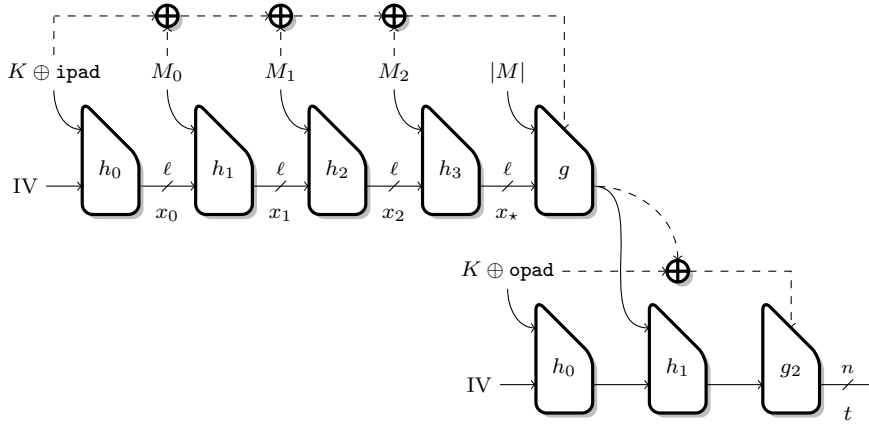 K ⊕ ipad M₀ M₁ M₂ |M|
h₀ h₁ h₂ h₃ g
IV ℓ ℓ ℓ ℓ
x₀ x₁ x₂ x⋆
K ⊕ opad
h₀ h₁ g₂
IV n
t